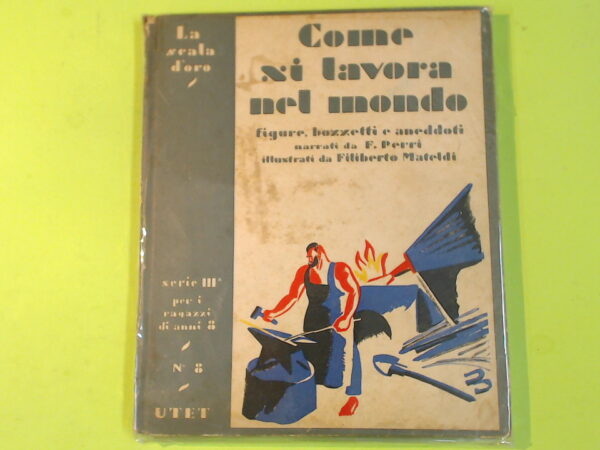 La
scala
d'oro
Come
si lavora
nel mondo
figure, bozzetti e aneddoti
narrati da F. Perri
illustrati da Filiberto Mateldi
serie III^a
per i
ragazzi
di anni 8
N° 8
UTET